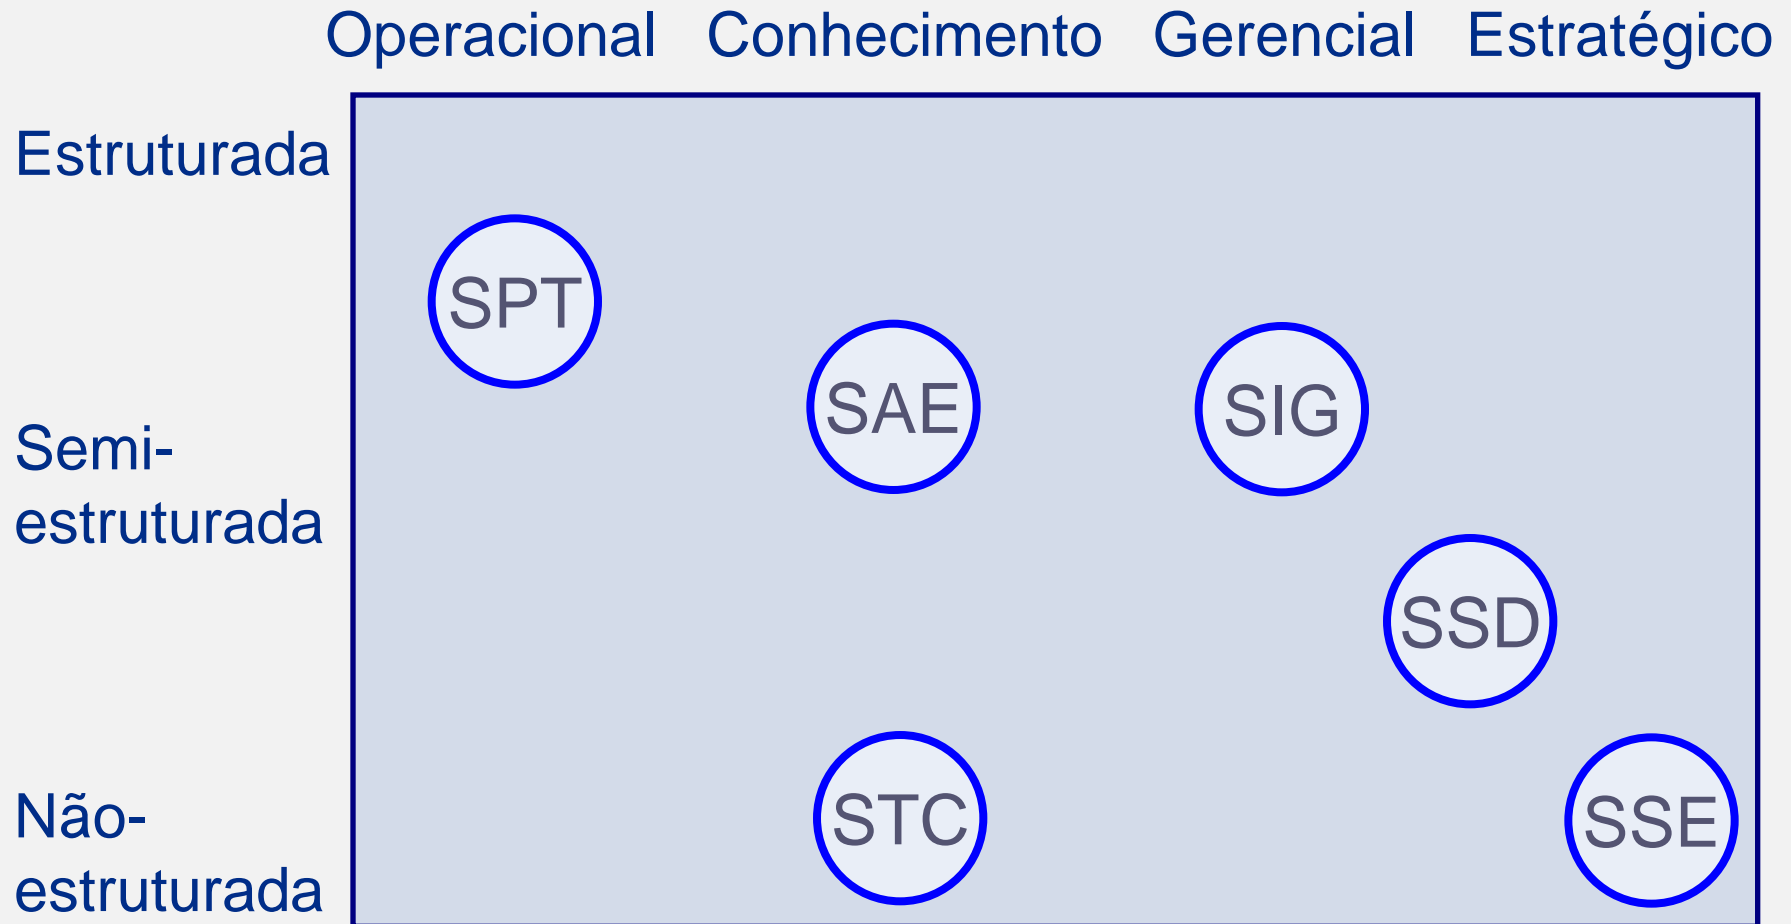 Operacional Conhecimento Gerencial Estratégico
Estruturada
SPT
SAE SIG
Semi-
estruturada
SSD
Não-
estruturada
STC SSE